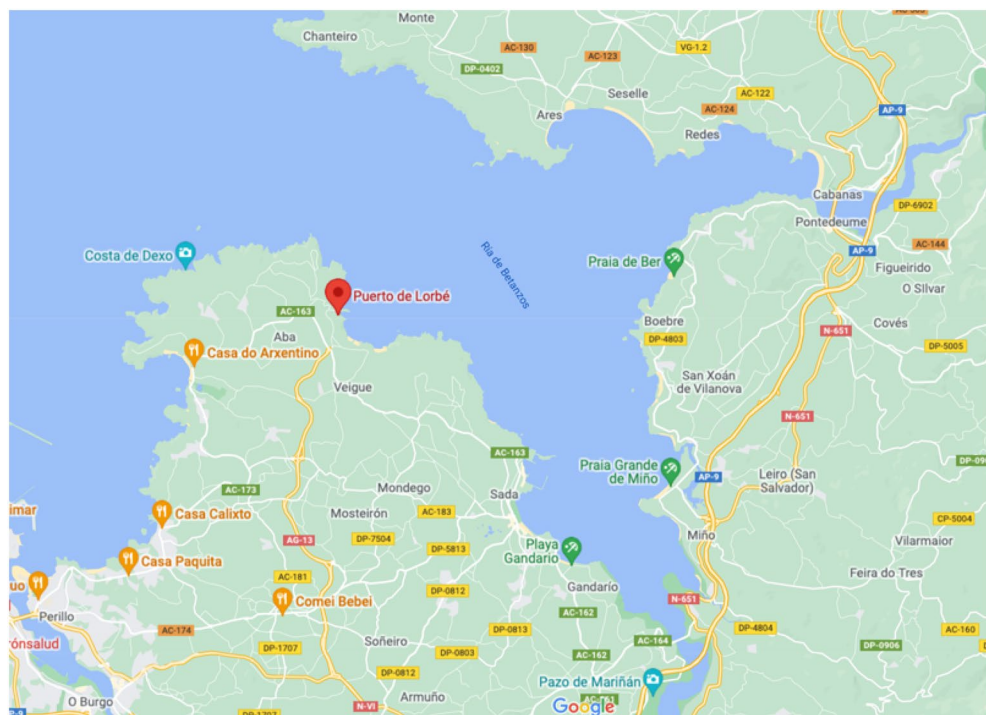 Monte
Chanteiro
AC-130
VG-1.2
AC-123
DP-0402
Seselle
AC-122
Ares
AC-124
AP-9
Redes
Cabanas
DP-6902
Pontedeume
AC-144
Costa de Dexo
Ría de Betanzos
Praia de Ber
AP-9
Figueirido
O SIlvar
Puerto de Lorbé
AC-163
Boebre
Covés
Aba
N-651
DP-4803
DP-5005
Casa do Arxentino
Veigue
San Xoán
de Vilanova
N-651
AC-163
Praia Grande
de Miño
AP-9
Leiro (San
Salvador)
AC-173
Mondego
Sada
Casa Calixto
Mosteirón
AC-183
CP-5004
AG-13
DP-7504
DP-5813
Playa
Gandario
Miño
Vilarmaior
Casa Paquita
AC-181
DP-0812
Gandarío
Feira do Tres
Comei Bebei
N-651
Perillo
AC-162
AC-174
DP-0813
DP-4804
AC-160
Soñeiro
AC-164
DP-0906
DP-1707
DP-0803
AC-162
DP-0812
Pazo de Mariñán
O Burgo
Armuño
N-VI
Google